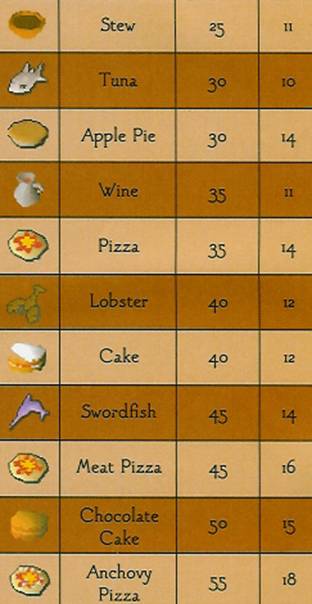 Stew 25 11
Tuna 30 10
Apple Pie 30 14
Wine 35 11
Pizza 35 14
Lobster 40 12
Cake 40 12
Swordfish 45 14
Meat Pizza 45 16
Chocolate
Cake 50 15
Anchovy
Pizza 55 18